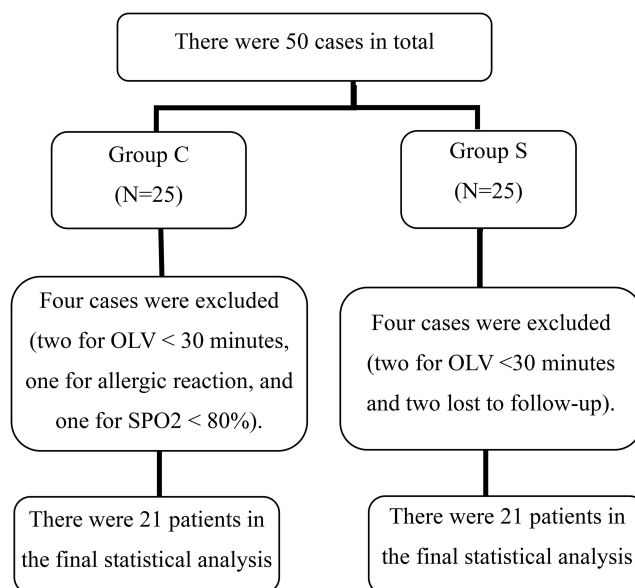 There were 50 cases in total
Group C
(N=25)
Group S
(N=25)
Four cases were excluded
(two for OLV < 30 minutes,
one for allergic reaction, and
one for SPO2 < 80%).
Four cases were excluded
(two for OLV <30 minutes
and two lost to follow-up).
There were 21 patients in
the final statistical analysis
There were 21 patients in
the final statistical analysis